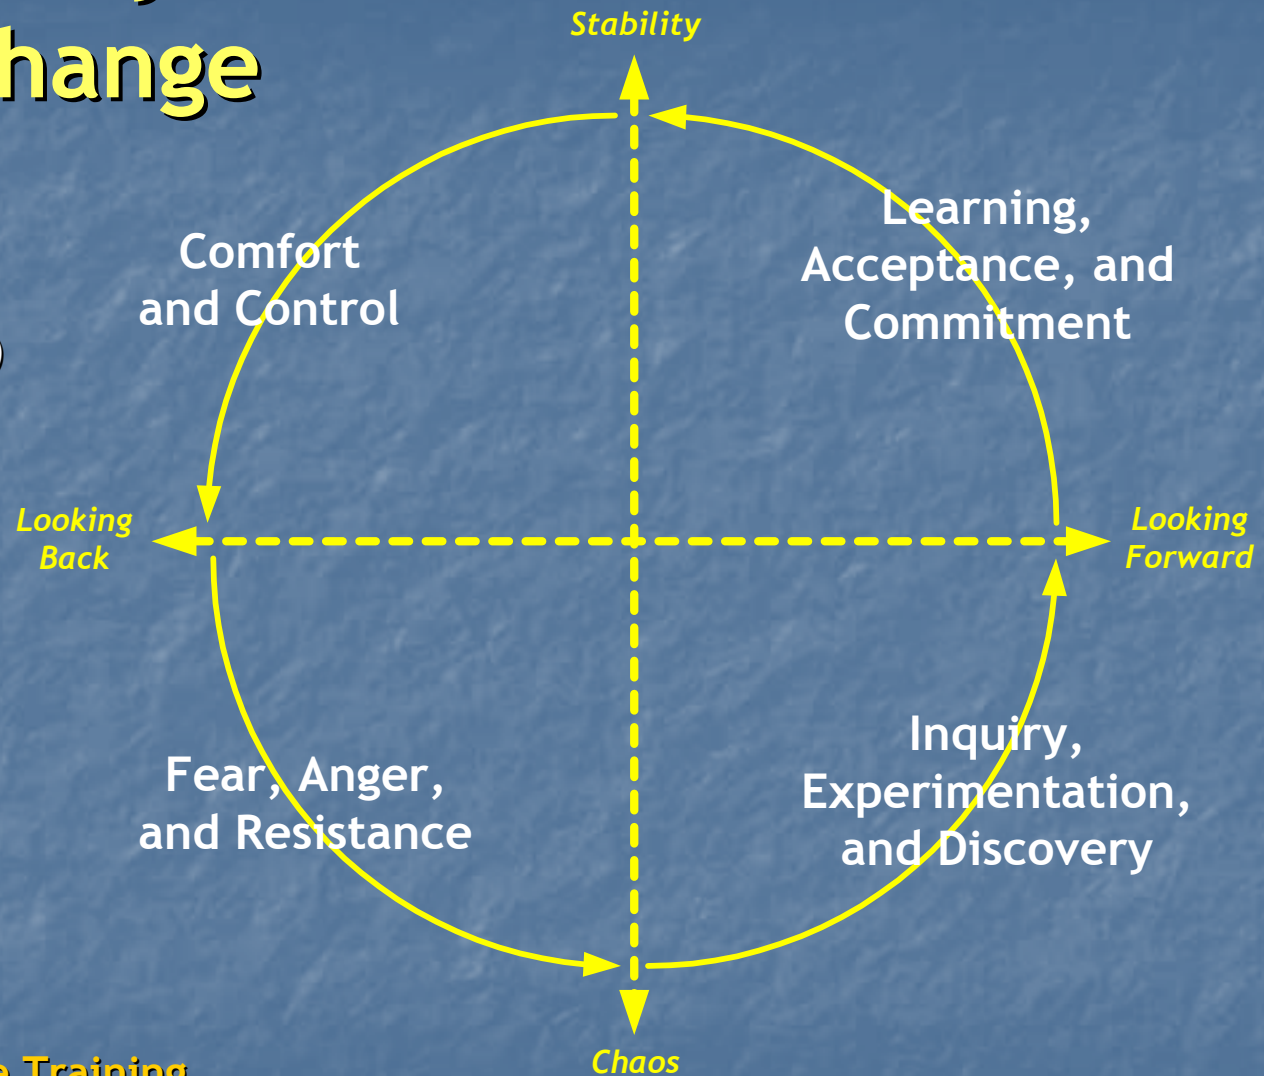 Stability
hange
Learning,
Acceptance, and
Commitment
Comfort
and Control
Looking
Back
Looking
Forward
Inquiry,
Experimentation,
and Discovery
Fear, Anger,
and Resistance
Chaos
e Training